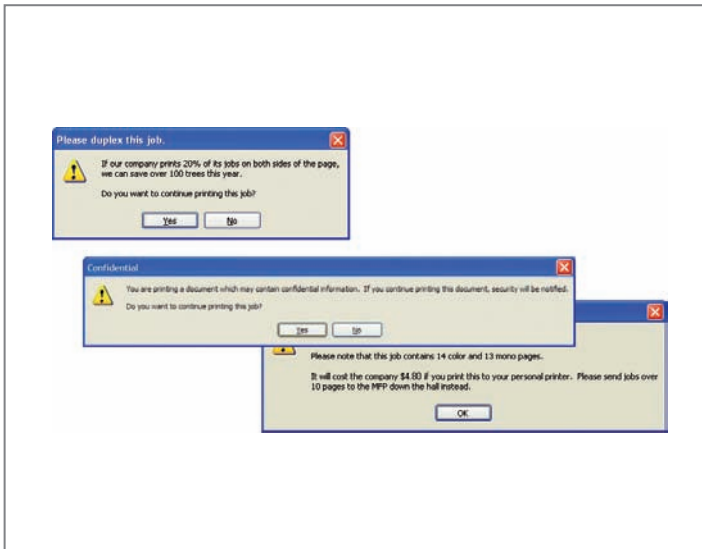 Please duplex this job.
If our company prints 20% of its jobs on both sides of the page,
we can save over 100 trees this year.
Do you want to continue printing this job?
Yes No
Confidential
You are printing a document which may contain confidential information. If you continue printing this document, security will be notified.
Do you want to continue printing this job?
Yes No
Please note that this job contains 14 color and 13 mono pages.
It will cost the company $4.80 if you print this to your personal printer. Please send jobs over
10 pages to the MFP down the hall instead.
OK